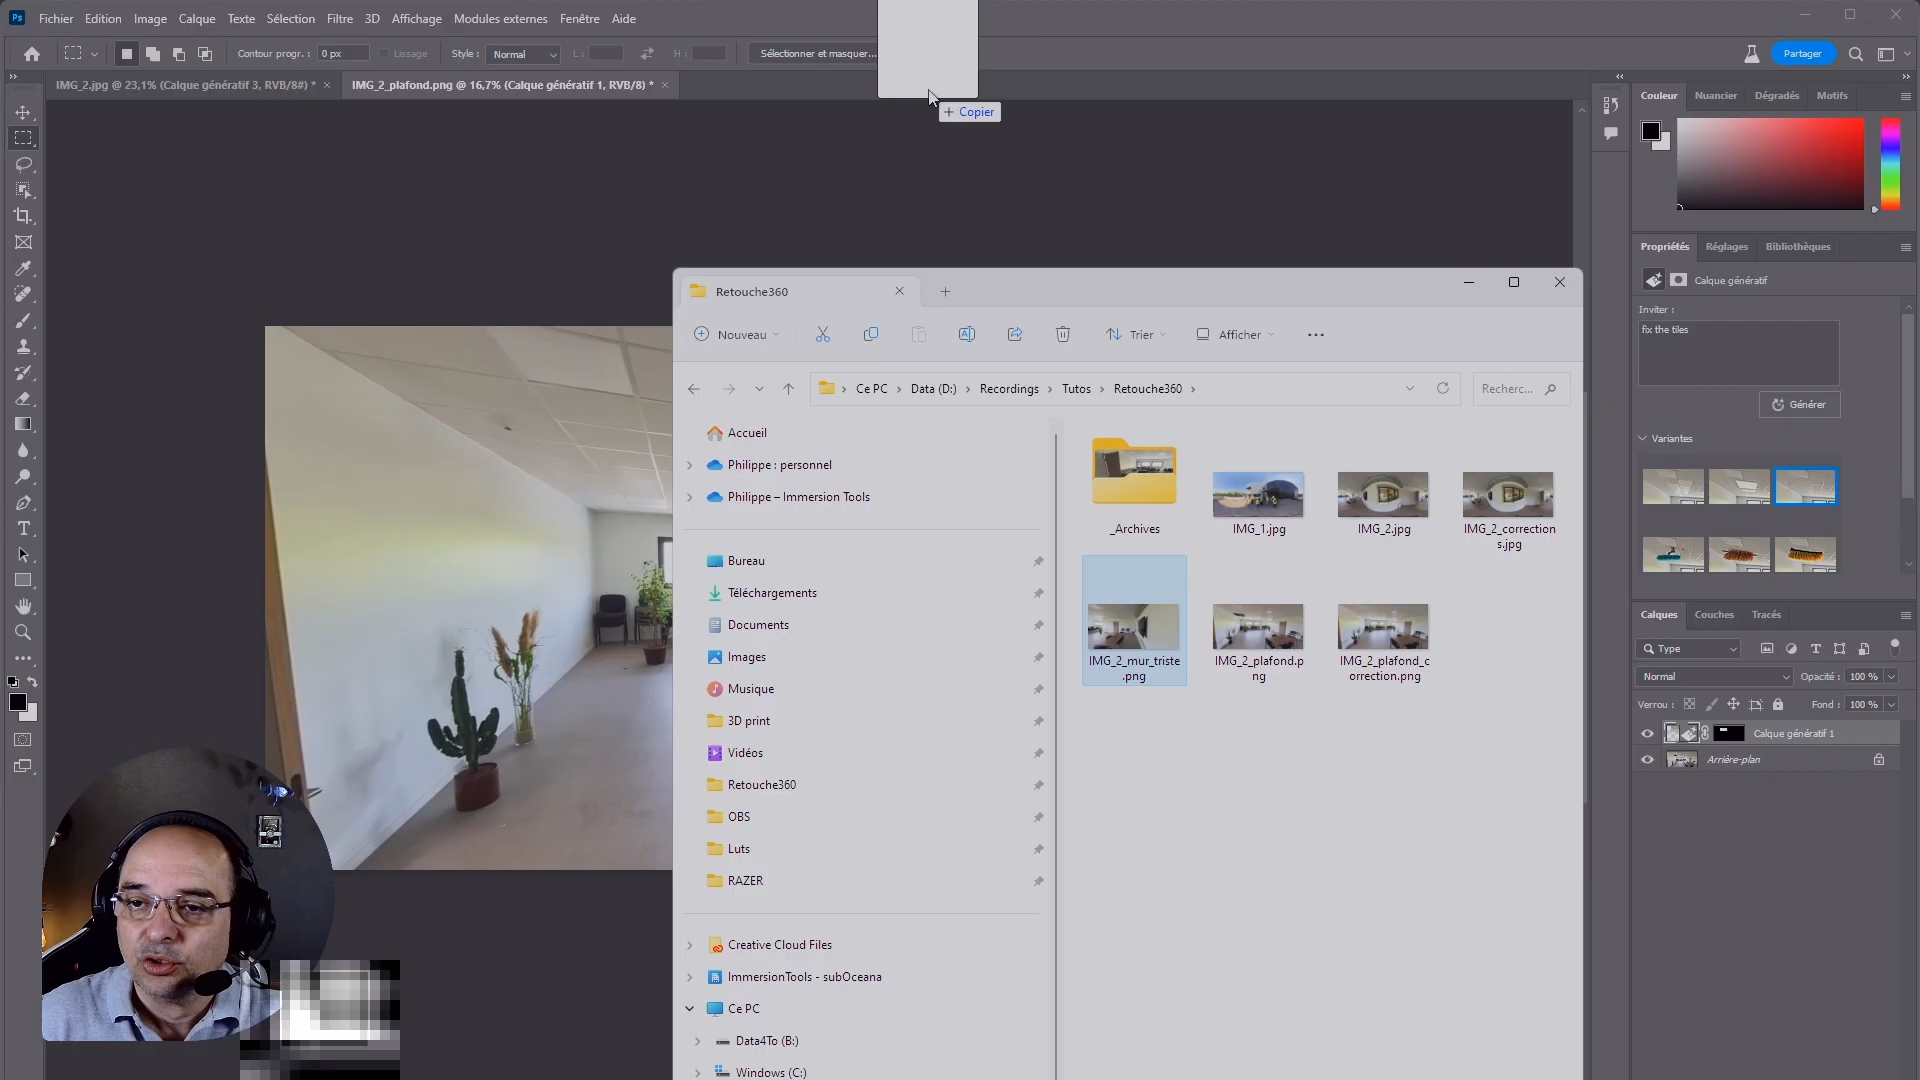 Ps
Fichier Edition Image Calque Texte Sélection Filtre 3D Affichage Modules externes Fenêtre Aide
Contour progr. : 0 px Lissage Style : Normal L : H : Sélectionner et masquer... Partager
IMG_2.jpg @ 23,1% (Calque génératif 3, RVB/8#) * IMG_2_plafond.png @ 16,7% (Calque génératif 1, RVB/8) *
+ Copier
Couleur Nuancier Dégradés Motifs
Propriétés Réglages Bibliothèques
Calque génératif
Inviter :
fix the tiles
Générer
Variantes
Calques Couches Tracés
Type
Normal Opacité : 100 %
Verrou : Fond : 100 %
Calque génératif 1
Arrière-plan
Retouche360
Nouveau Trier Afficher
Ce PC Data (D:) Recordings Tutos Retouche360
Recherc...
Accueil
Philippe : personnel
Philippe – Immersion Tools
Bureau
Téléchargements
Documents
Images
Musique
3D print
Vidéos
Retouche360
OBS
Luts
RAZER
Creative Cloud Files
ImmersionTools - subOceana
Ce PC
Data4To (B:)
Windows (C:)
_Archives
IMG_1.jpg
IMG_2.jpg
IMG_2_correction
s.jpg
IMG_2_mur_triste
.png
IMG_2_plafond.p
ng
IMG_2_plafond_c
orrection.png